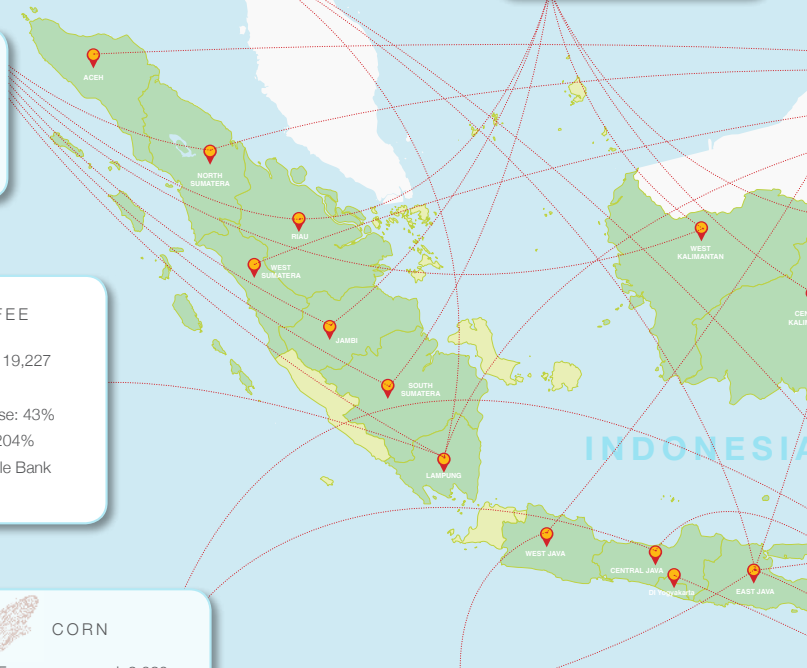 ACEH
NORTH
SUMATERA
RIAU
WEST
SUMATERA
WEST
KALIMANTAN
JAMBI
SOUTH
SUMATERA
LAMPUNG
INDONESIA
WEST JAVA
CENTRAL JAVA
DI Yogyakarta
EAST JAVA
FEE
19,227
se: 43%
204%
le Bank
CORN